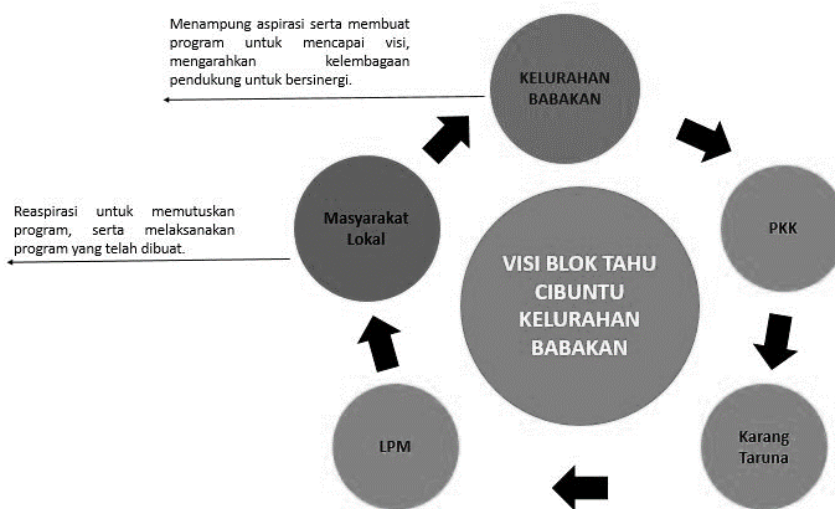 Menampung aspirasi serta membuat
program untuk mencapai visi,
mengarahkan kelembagaan
pendukung untuk bersinergi.
KELURAHAN
BABAKAN
Masyarakat
Lokal
Reaspirasi untuk memutuskan
program, serta melaksanakan
program yang telah dibuat.
PKK
VISI BLOK TAHU
CIBUNTU
KELURAHAN
BABAKAN
LPM
Karang
Taruna